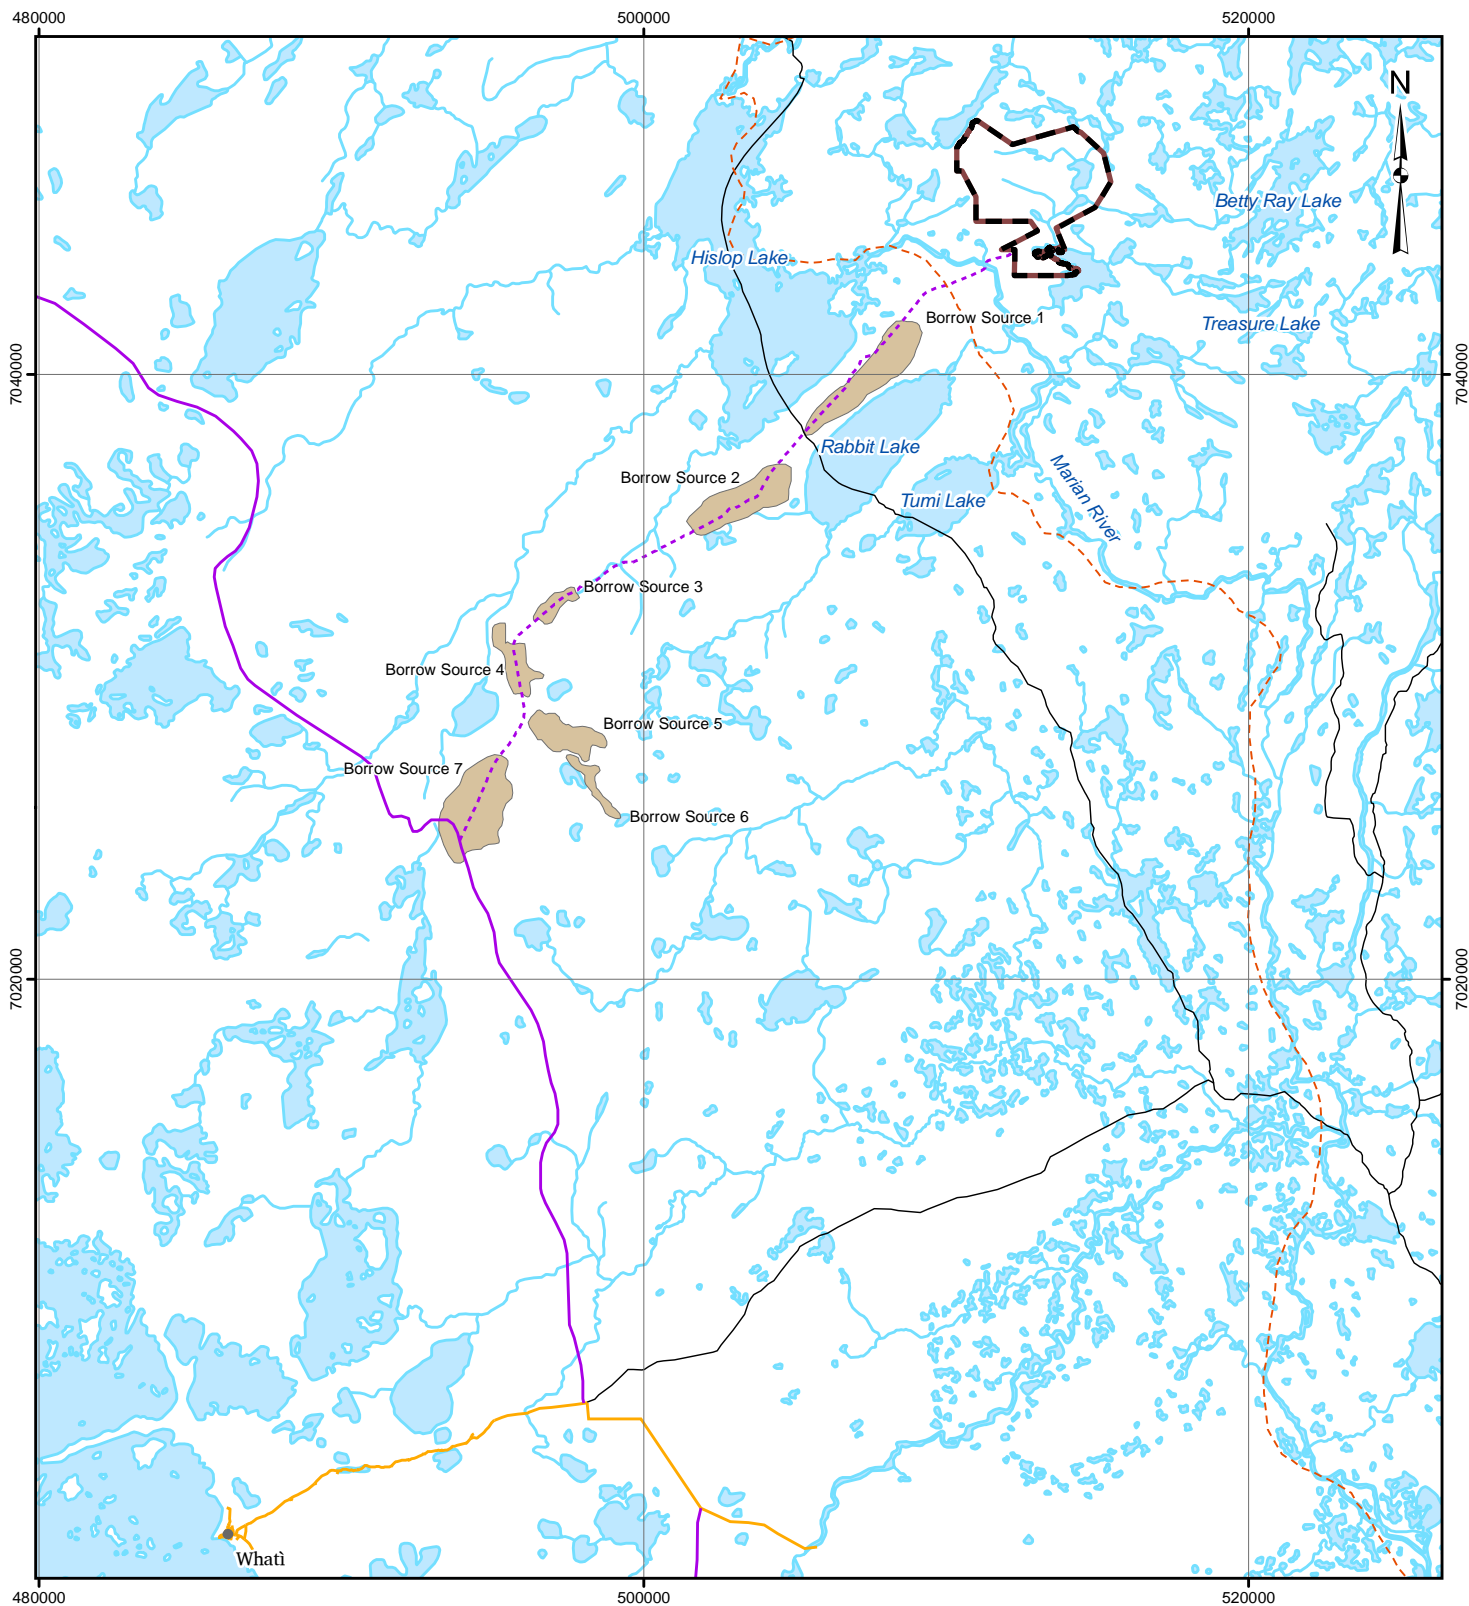 480000
500000
520000
N
Betty Ray Lake
Hislop Lake
Borrow Source 1
Treasure Lake
7040000
7040000
Rabbit Lake
Borrow Source 2
Tumi Lake
Marian River
Borrow Source 3
Borrow Source 4
Borrow Source 5
Borrow Source 7
Borrow Source 6
7020000
7020000
Whatì
480000
500000
520000